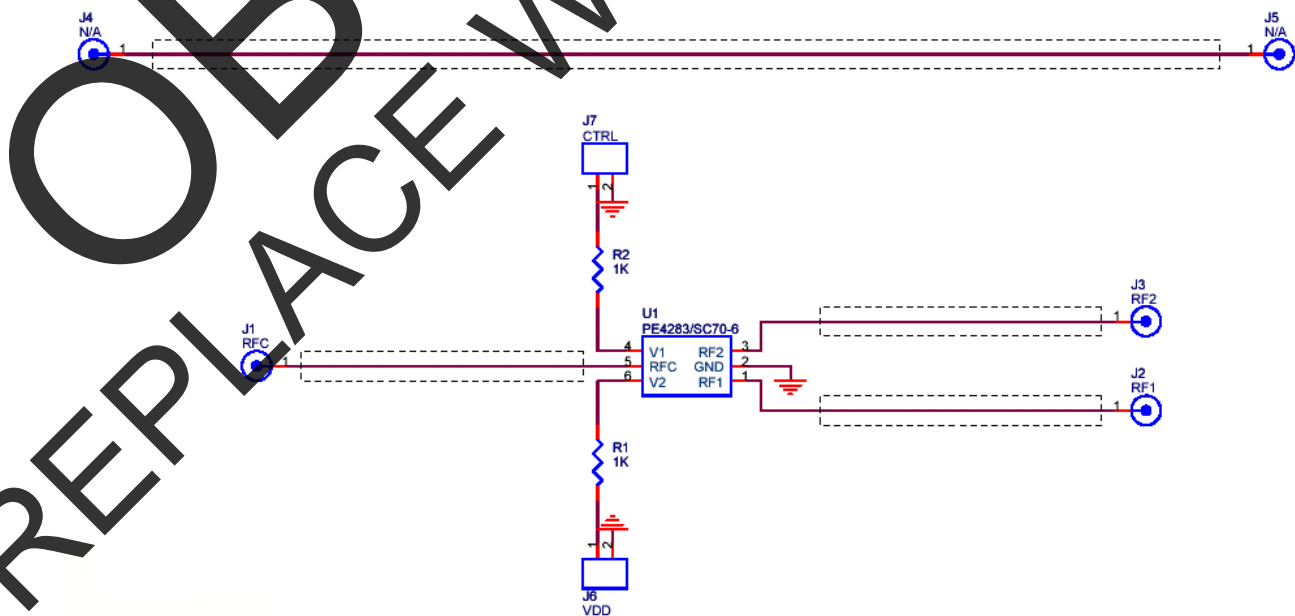 J4
N/A
1
J5
N/A
1
OB
REPLACE W
J7
CTRL
1
2
R2
1K
U1
PE4283/SC70-6
4
V1
RF2
3
5
RFC
GND
2
6
V2
RF1
1
J1
RFC
1
J3
RF2
1
J2
RF1
1
R1
1K
1
2
J6
VDD